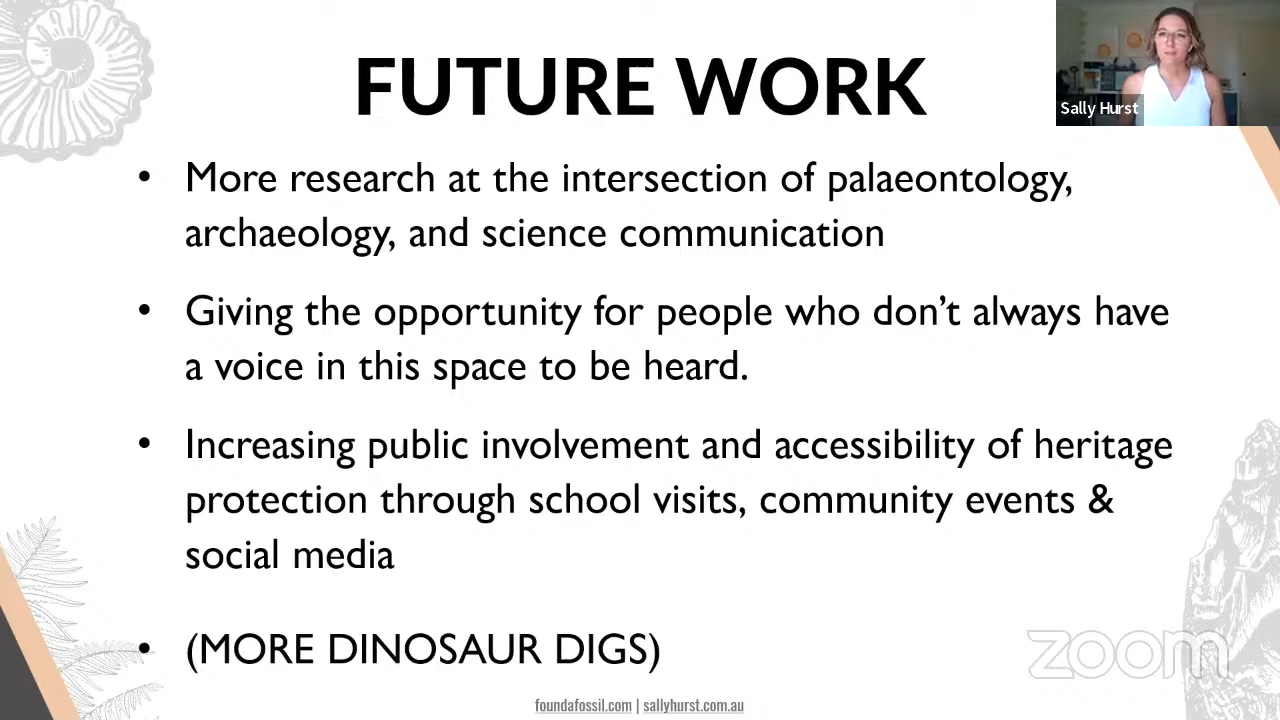 FUTURE WORK
Sally Hurst
• More research at the intersection of palaeontology,
archaeology, and science communication
• Giving the opportunity for people who don’t always have
a voice in this space to be heard.
• Increasing public involvement and accessibility of heritage
protection through school visits, community events &
social media
• (MORE DINOSAUR DIGS)
zoom
foundafossil.com | sallyhurst.com.au